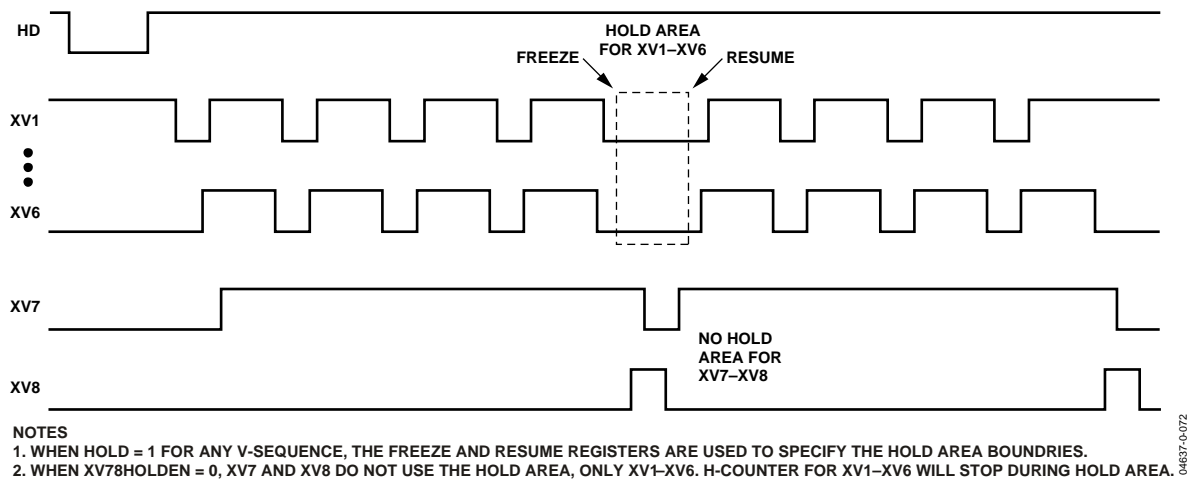 HD
HOLD AREA
FOR XV1–XV6
FREEZE
RESUME
XV1
XV6
XV7
NO HOLD
AREA FOR
XV7–XV8
XV8
NOTES
1. WHEN HOLD = 1 FOR ANY V-SEQUENCE, THE FREEZE AND RESUME REGISTERS ARE USED TO SPECIFY THE HOLD AREA BOUNDRIES.
2. WHEN XV78HOLDEN = 0, XV7 AND XV8 DO NOT USE THE HOLD AREA, ONLY XV1–XV6. H-COUNTER FOR XV1–XV6 WILL STOP DURING HOLD AREA.
04637-0-072